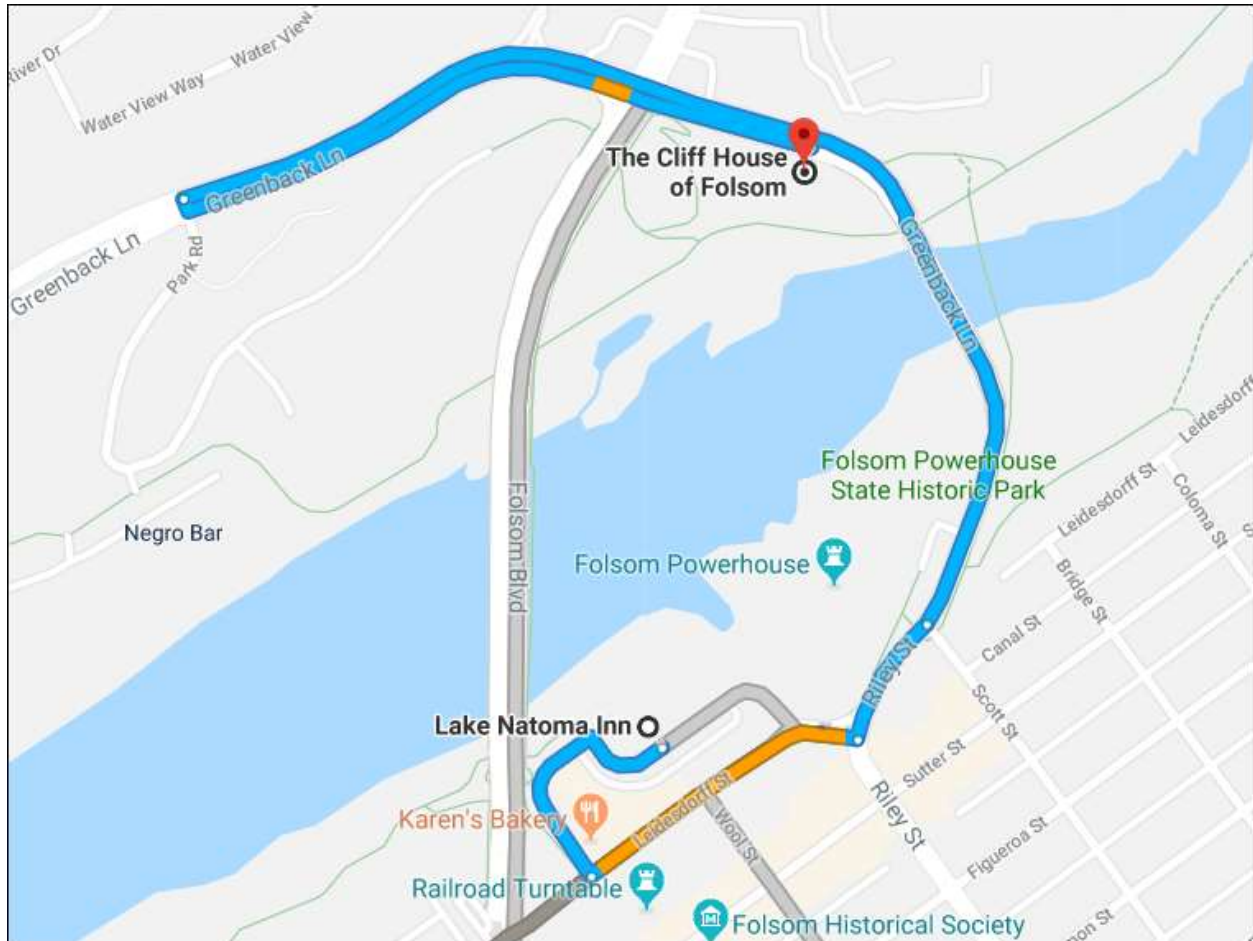 River Dr
Water View Way
Water View
Greenback Ln
Greenback Ln
Park Rd
The Cliff House
of Folsom
Greenback Ln
Folsom Blvd
Negro Bar
Folsom Powerhouse
State Historic Park
Folsom Powerhouse
Leidesdorff St
Leidesdorff
Coloma St
Bridge St
Canal St
Riley St
Scott St
Sutter St
Lake Natoma Inn
Karen's Bakery
Leidesdorff St
Wool St
Riley St
Figueroa St
Railroad Turntable
Folsom Historical Society
mon St